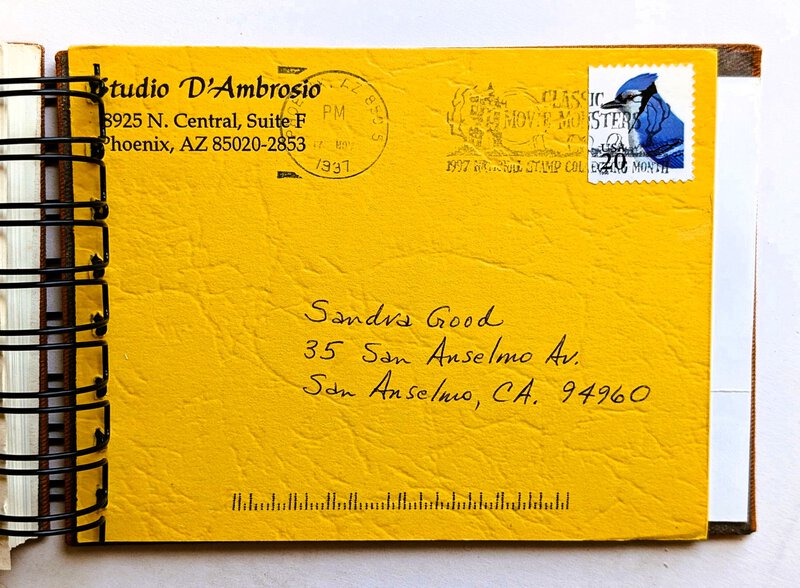 Studio D'Ambrosio
8925 N. Central, Suite F
Phoenix, AZ 85020-2853
PM
1997
CLASSIC
MOVIE MONSTERS
1997 NATIONAL STAMP COLLECTING MONTH
USA
20
Sandra Good
35 San Anselmo Av.
San Anselmo, CA. 94960